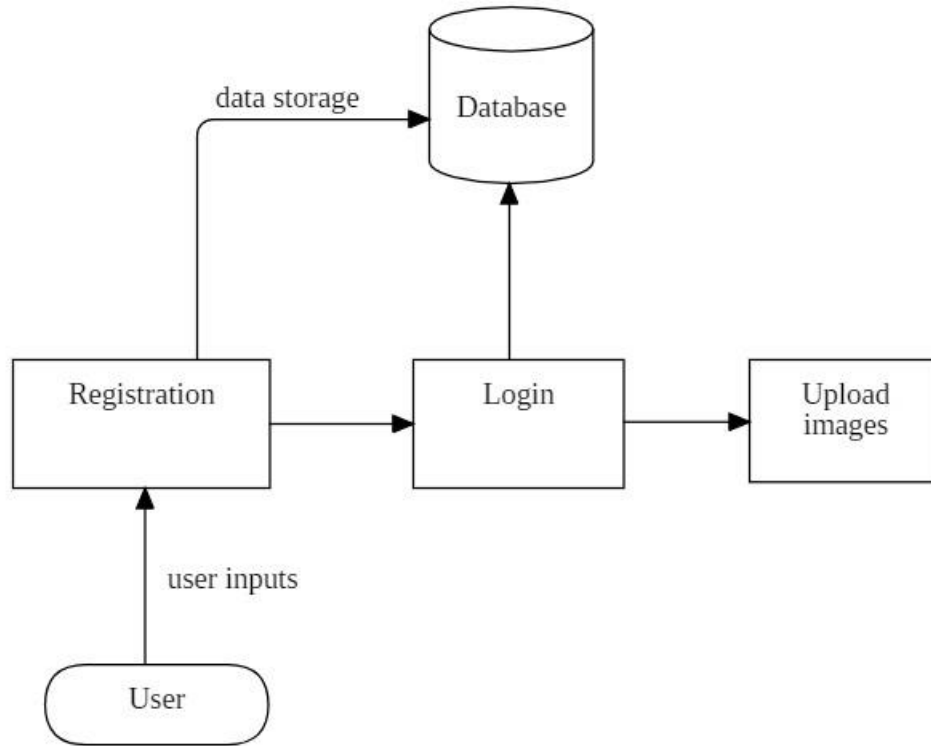 Database
data storage
Registration
Login
Upload
images
user inputs
User